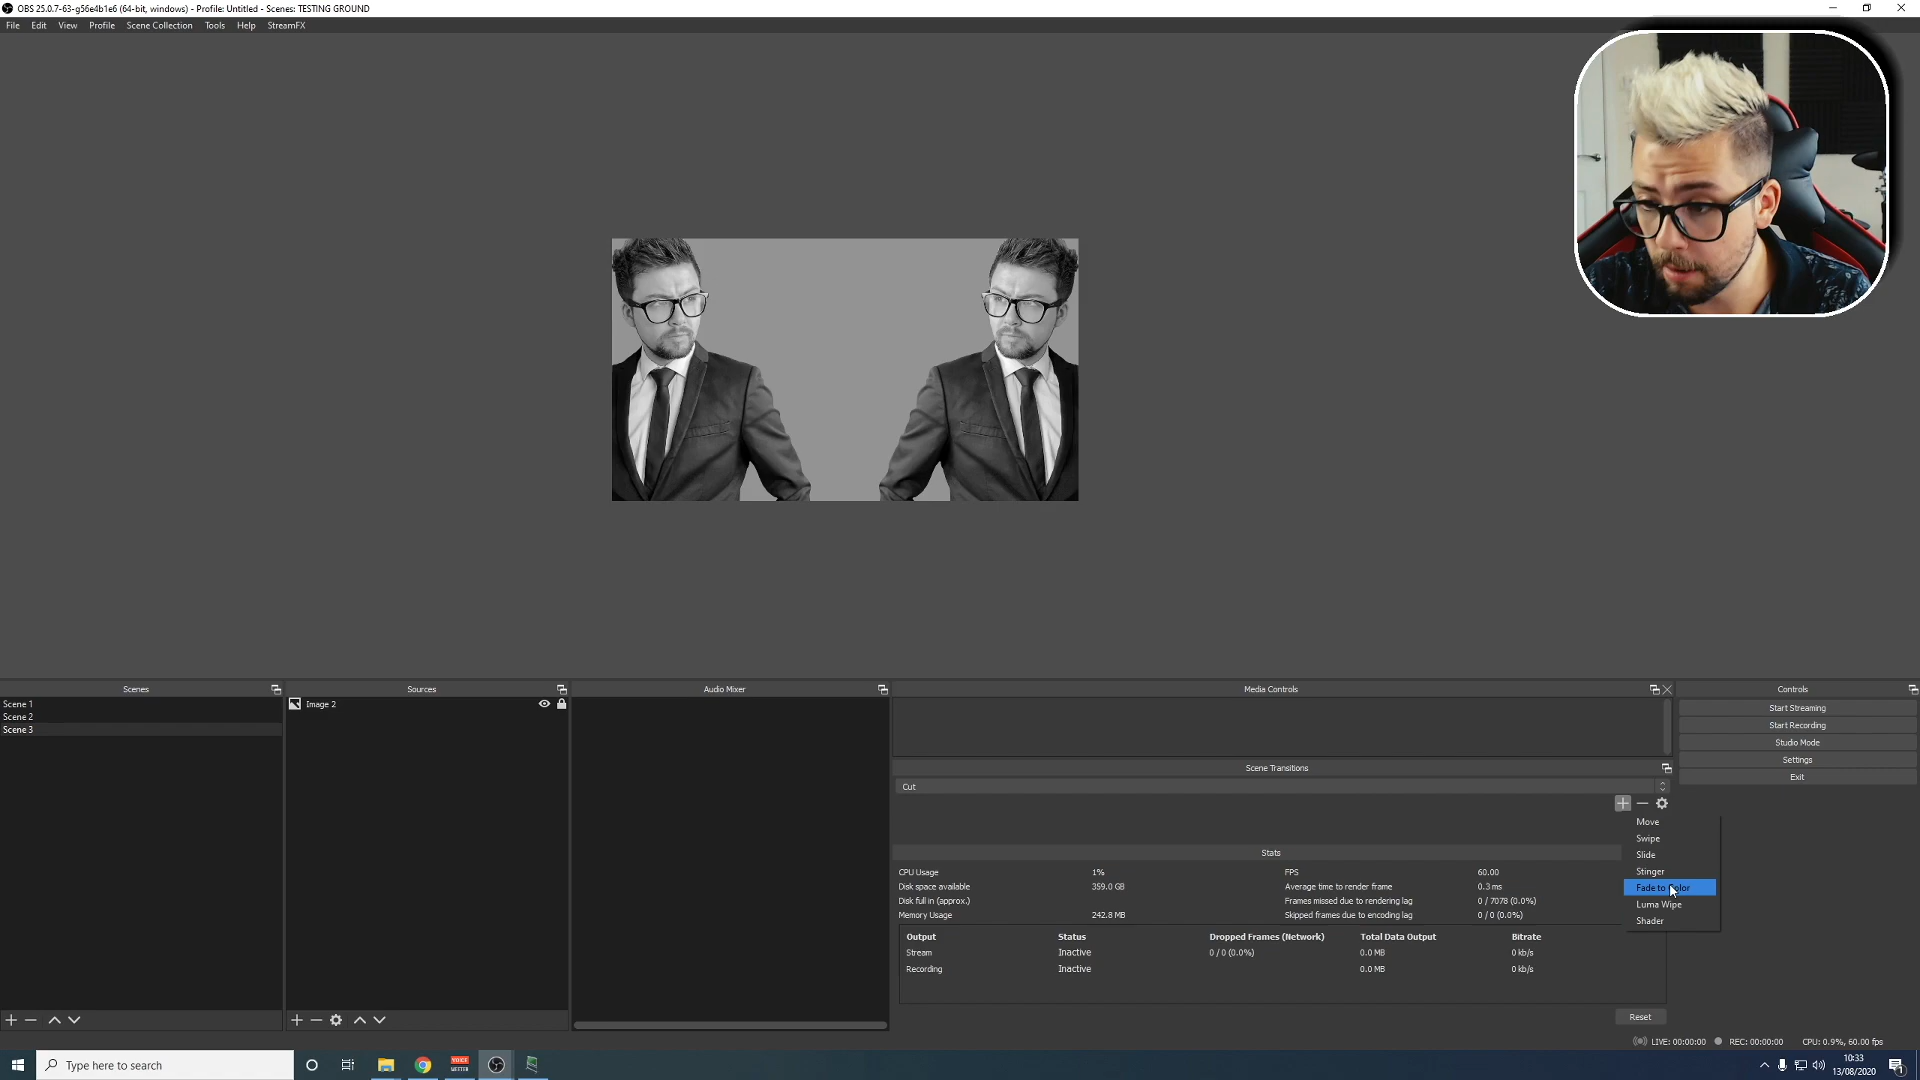 OBS 25.0.7-63-g56e4b1e6 (64-bit, windows) - Profile: Untitled - Scenes: TESTING GROUND
File Edit View Profile Scene Collection Tools Help StreamFX
Scenes Sources Audio Mixer Media Controls Controls
Scene 1
Scene 2
Scene 3
Image 2
Start Streaming
Start Recording
Studio Mode
Settings
Exit
Scene Transitions
Cut
Move
Swipe
Slide
Stinger
Fade to Color
Luma Wipe
Shader
Stats
CPU Usage 1% FPS 60.00
Disk space available 359.0 GB Average time to render frame 0.3 ms
Disk full in (approx.) Frames missed due to rendering lag 0 / 7078 (0.0%)
Memory Usage 242.8 MB Skipped frames due to encoding lag 0 / 0 (0.0%)
Output Status Dropped Frames (Network) Total Data Output Bitrate
Stream Inactive 0 / 0 (0.0%) 0.0 MB 0 kb/s
Recording Inactive 0.0 MB 0 kb/s
Reset
LIVE: 00:00:00 REC: 00:00:00 CPU: 0.9%, 60.00 fps
Type here to search
VOICE
10:33
13/08/2020